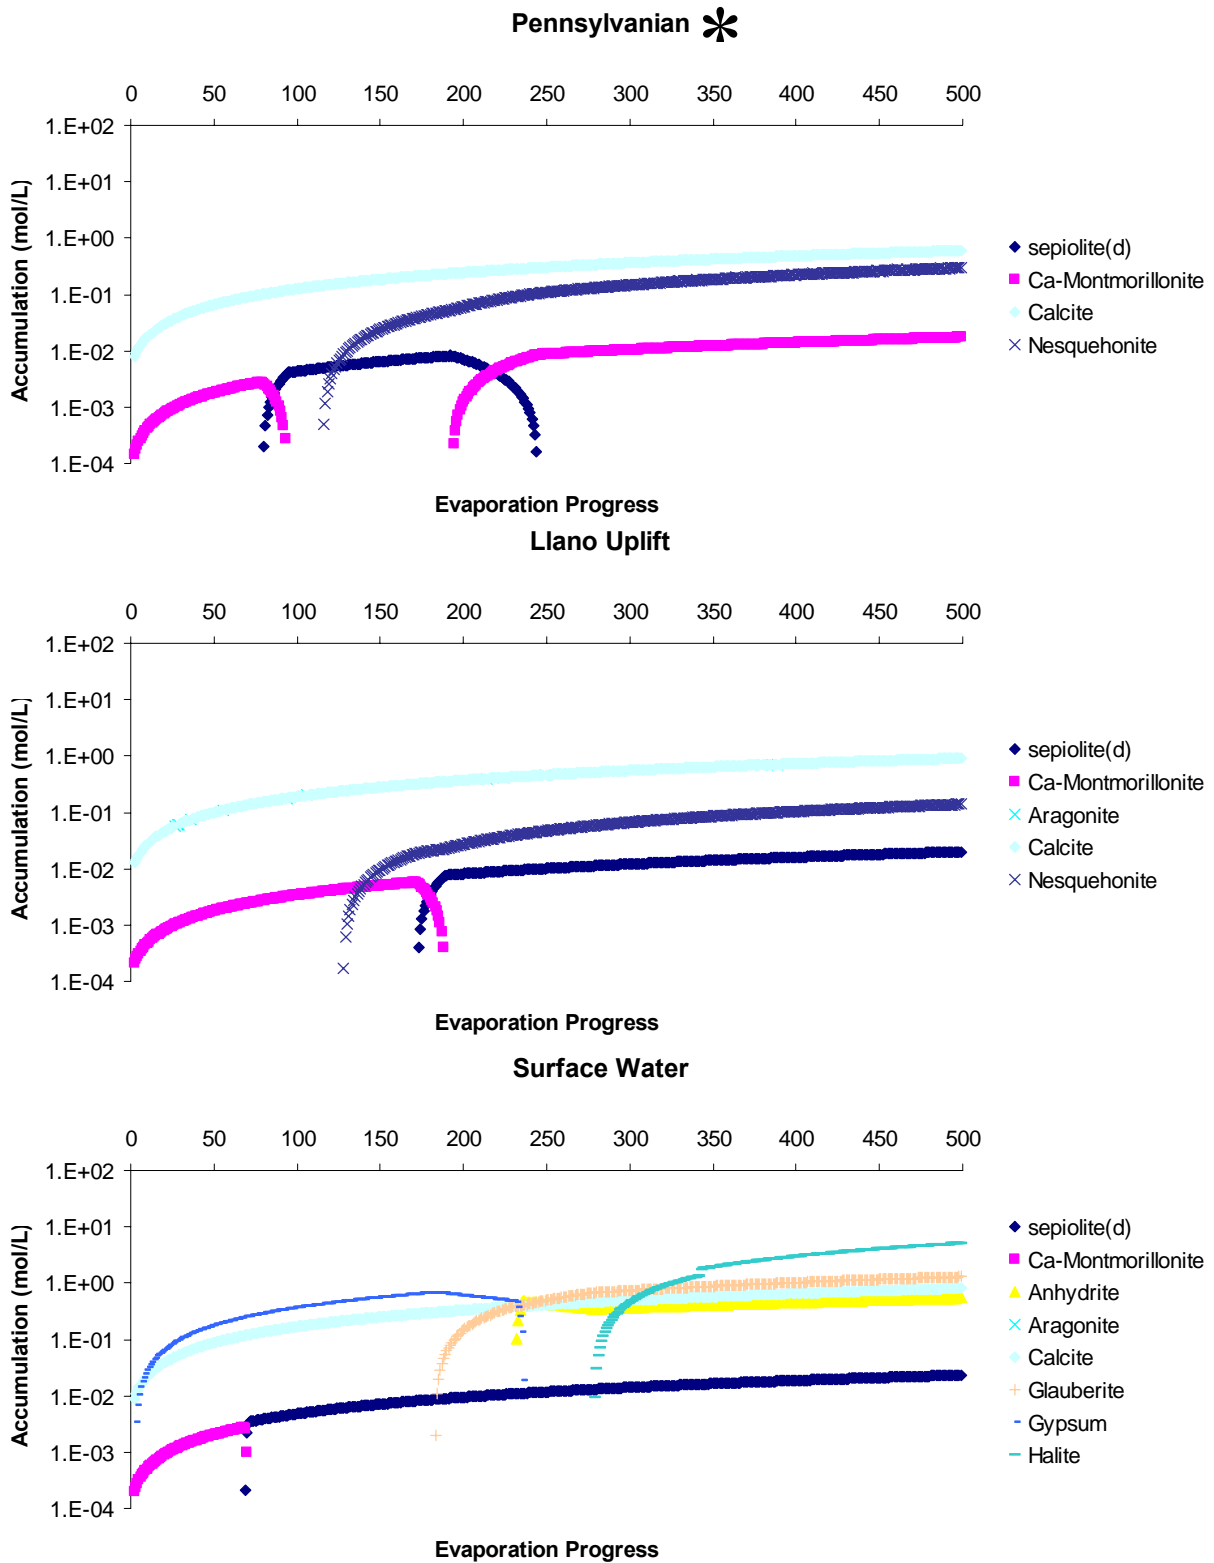 Pennsylvanian *
0 50 100 150 200 250 300 350 400 450 500
1.E+02
1.E+01
1.E+00
1.E-01
1.E-02
1.E-03
1.E-04
Accumulation (mol/L)
sepiolite(d)
Ca-Montmorillonite
Calcite
Nesquehonite
Evaporation Progress
Llano Uplift
0 50 100 150 200 250 300 350 400 450 500
1.E+02
1.E+01
1.E+00
1.E-01
1.E-02
1.E-03
1.E-04
Accumulation (mol/L)
sepiolite(d)
Ca-Montmorillonite
Aragonite
Calcite
Nesquehonite
Evaporation Progress
Surface Water
0 50 100 150 200 250 300 350 400 450 500
1.E+02
1.E+01
1.E+00
1.E-01
1.E-02
1.E-03
1.E-04
Accumulation (mol/L)
sepiolite(d)
Ca-Montmorillonite
Anhydrite
Aragonite
Calcite
Glauberite
Gypsum
Halite
Evaporation Progress